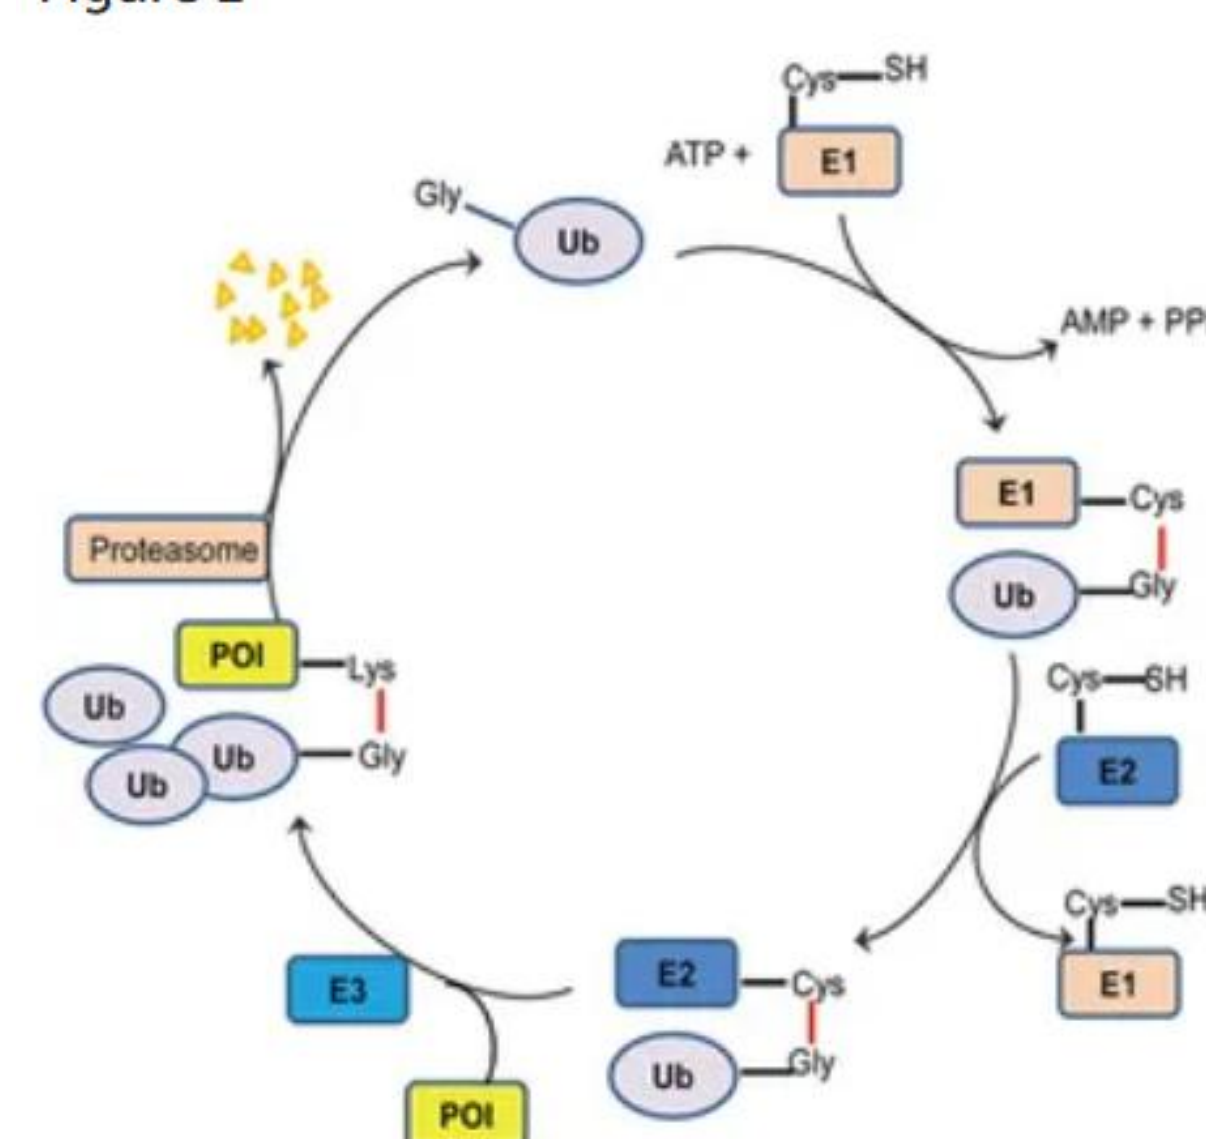 Cys SH
ATP + E1
Gly Ub
AMP + PP
E1 Cys
Ub Gly
Proteasome
POI Lys
Ub
Ub Gly
Ub
Cys SH
E2
Cys SH
E1
E2 Cys
Ub Gly
E3
POI